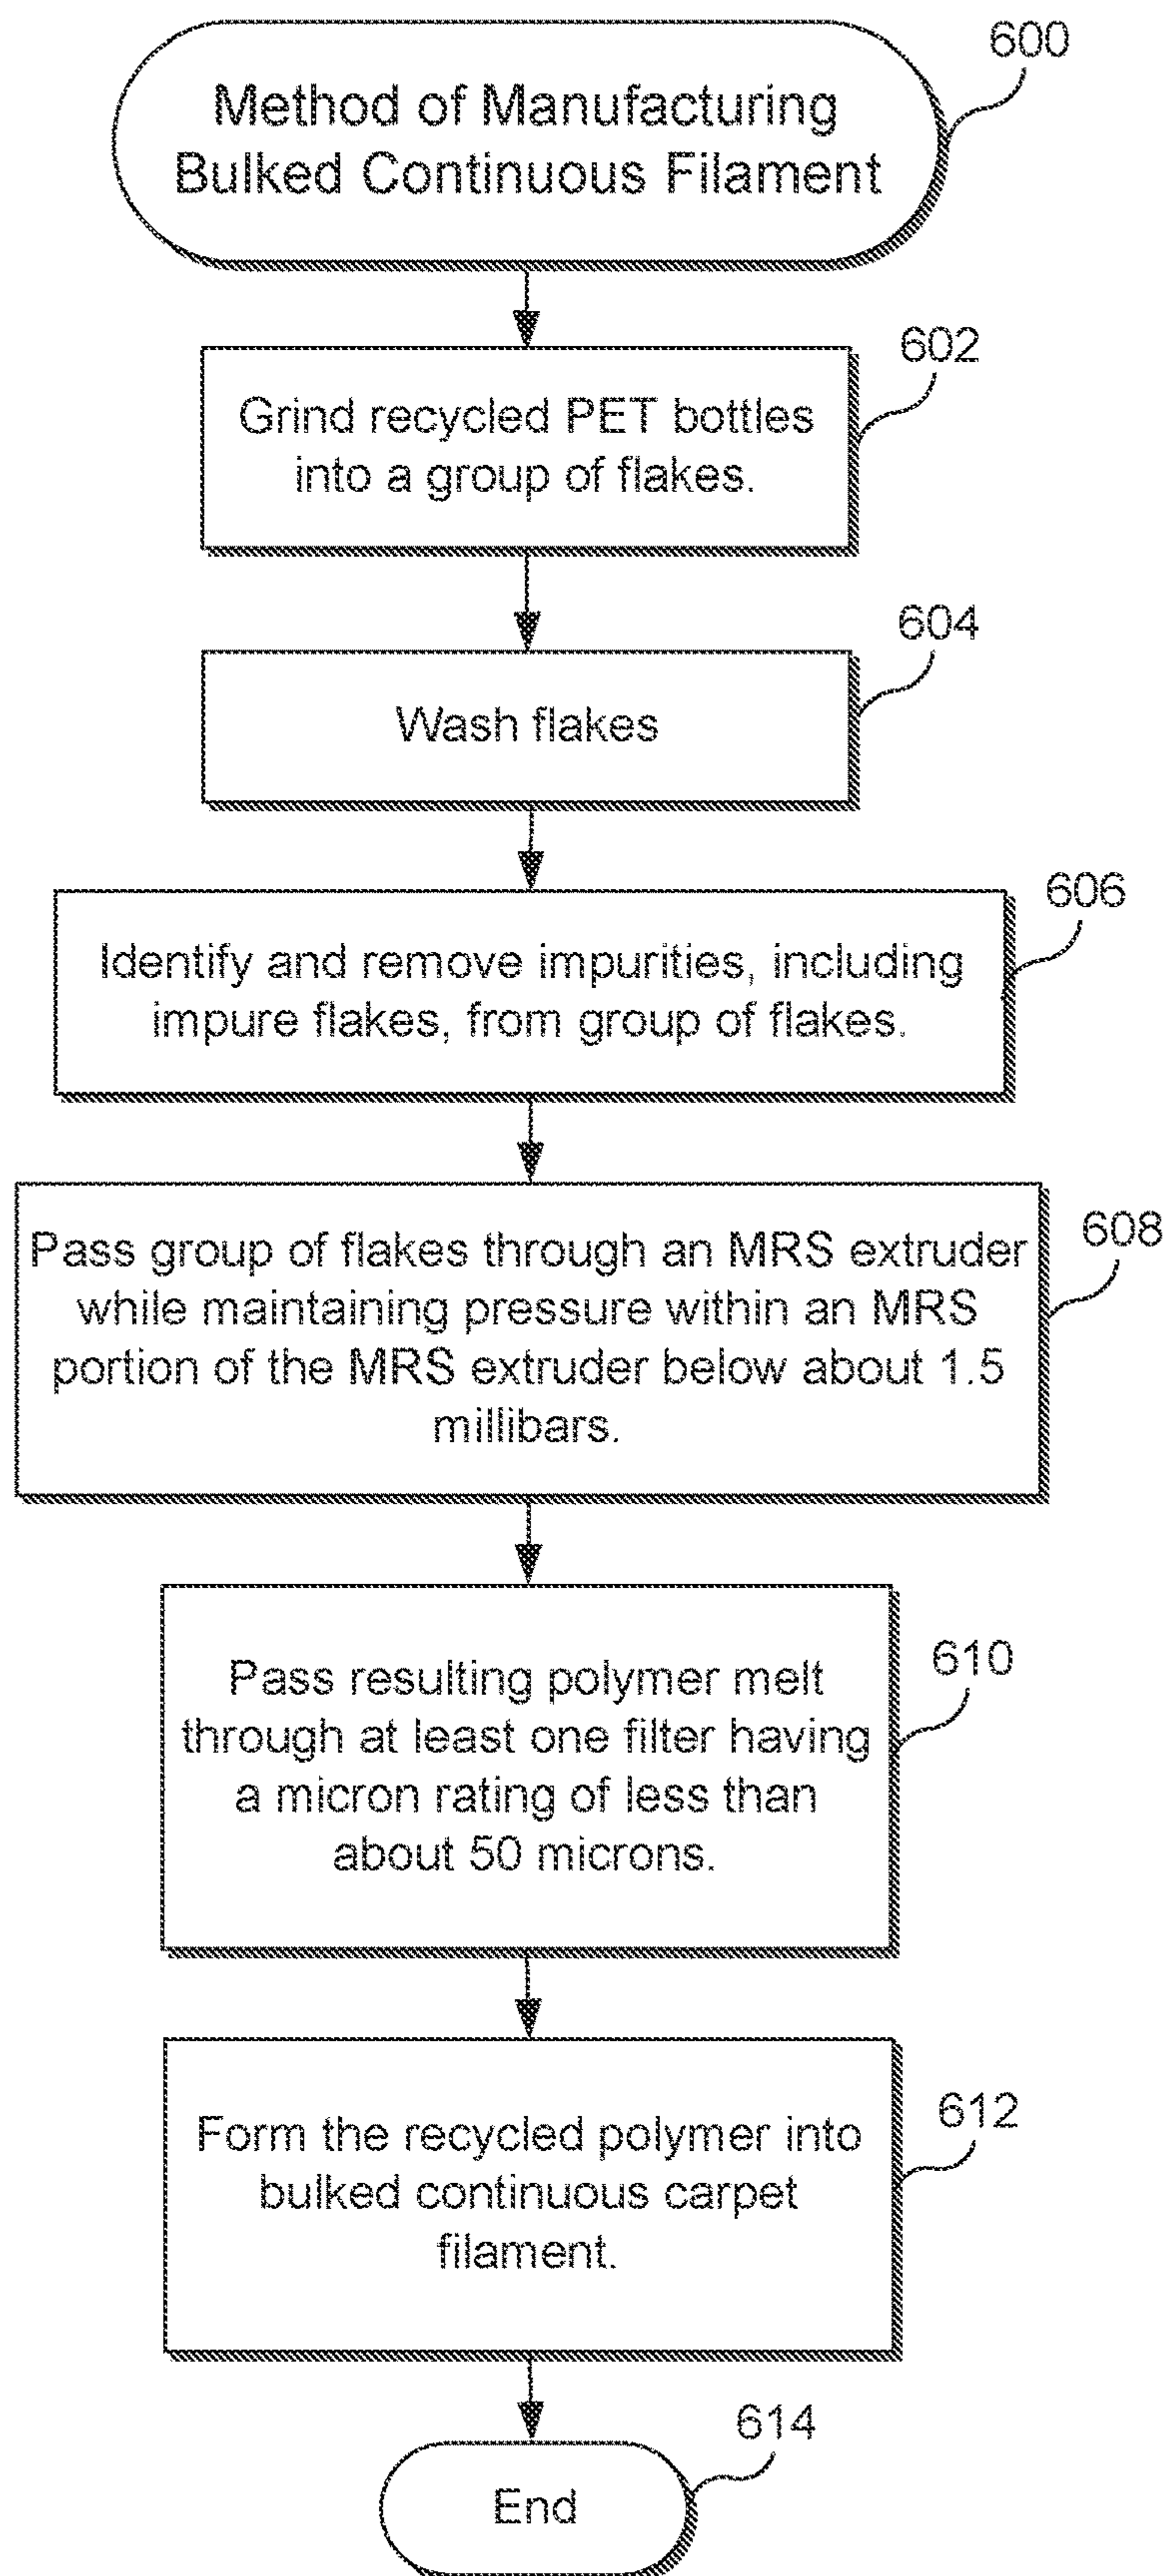 600
Method of Manufacturing
Bulked Continuous Filament
602
Grind recycled PET bottles
into a group of flakes.
604
Wash flakes
606
Identify and remove impurities, including
impure flakes, from group of flakes.
608
Pass group of flakes through an MRS extruder
while maintaining pressure within an MRS
portion of the MRS extruder below about 1.5
millibars.
610
Pass resulting polymer melt
through at least one filter having
a micron rating of less than
about 50 microns.
612
Form the recycled polymer into
bulked continuous carpet
filament.
614
End